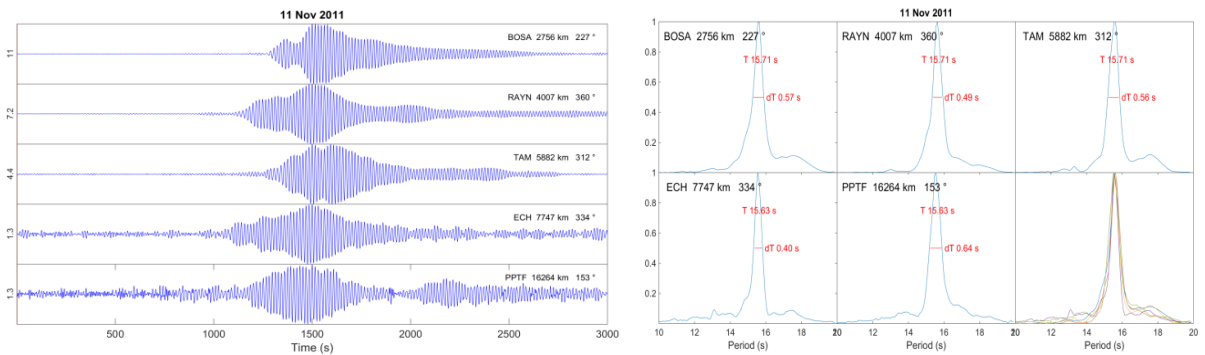 11 Nov 2011
BOSA 2756 km 227 °
11
RAYN 4007 km 360 °
7.2
TAM 5882 km 312 °
4.4
ECH 7747 km 334 °
1.3
PPTF 16264 km 153 °
1.3
500 1000 1500 2000 2500 3000
Time (s)
11 Nov 2011
1
BOSA 2756 km 227 ° RAYN 4007 km 360 ° TAM 5882 km 312 °
0.8
T 15.71 s T 15.71 s T 15.71 s
0.6
dT 0.57 s dT 0.49 s dT 0.56 s
0.4
0.2
1
ECH 7747 km 334 ° PPTF 16264 km 153 °
0.8
T 15.63 s T 15.63 s
0.6
dT 0.40 s dT 0.64 s
0.4
0.2
10 12 14 16 18 12 14 16 18 12 14 16 18 20
Period (s) Period (s) Period (s)